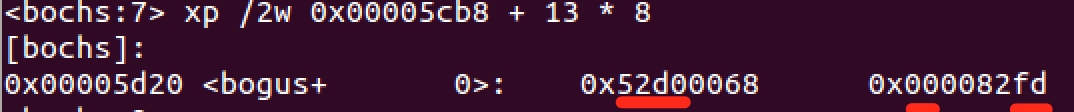 <bochs:7> xp /2w 0x00005cb8 + 13 * 8
[bochs]:
0x00005d20 <bogus+       0>:    0x52d00068      0x000082fd